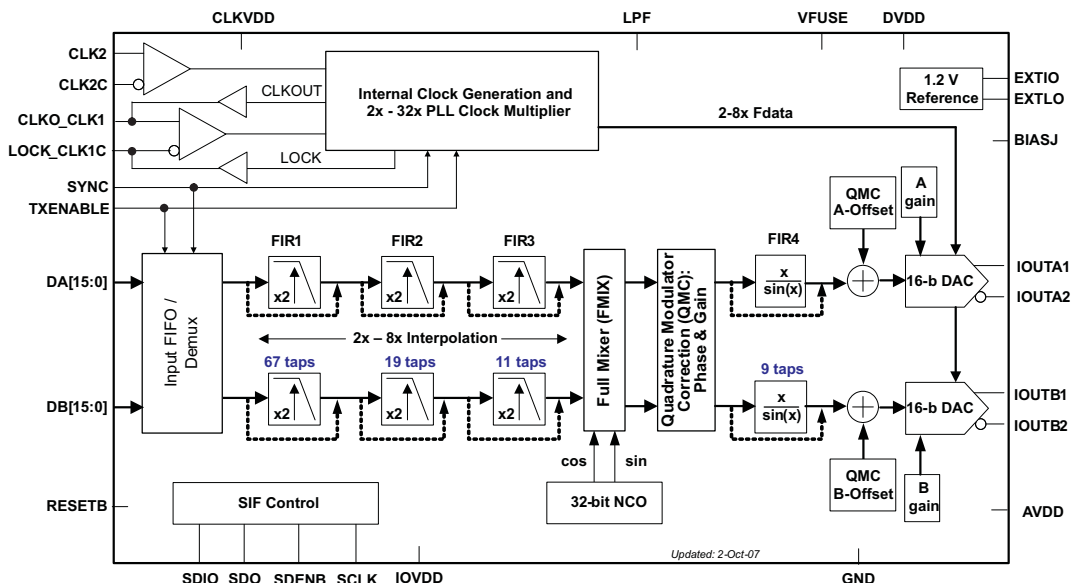 CLKVDD
LPF
VFUSE
DVDD
CLK2
CLK2C
CLKO_CLK1
LOCK_CLK1C
SYNC
TXENABLE
CLKOUT
LOCK
Internal Clock Generation and
2x - 32x PLL Clock Multiplier
2-8x Fdata
1.2 V
Reference
EXTIO
EXTLO
BIASJ
QMC
A-Offset
A
gain
FIR1
FIR2
FIR3
FIR4
DA[15:0]
Input FIFO /
Demux
x2
x2
x2
Full Mixer (FMIX)
Quadrature Modulator
Correction (QMC):
Phase & Gain
x
sin(x)
16-b DAC
IOUTA1
IOUTA2
2x – 8x Interpolation
67 taps
19 taps
11 taps
9 taps
DB[15:0]
x2
x2
x2
x
sin(x)
16-b DAC
IOUTB1
IOUTB2
cos
sin
32-bit NCO
QMC
B-Offset
B
gain
RESETB
SIF Control
AVDD
Updated: 2-Oct-07
SDIO
SDO
SDENB
SCLK
IOVDD
GND